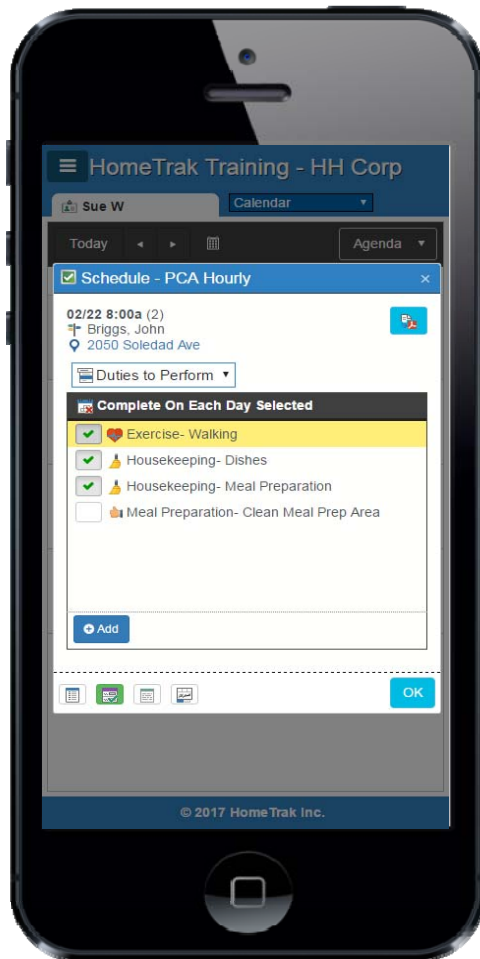 HomeTrak Training - HH Corp
Sue W
Calendar
Today
Agenda
Schedule - PCA Hourly
×
02/22 8:00a (2)
Briggs, John
2050 Soledad Ave
Duties to Perform
Complete On Each Day Selected
Exercise- Walking
Housekeeping- Dishes
Housekeeping- Meal Preparation
Meal Preparation- Clean Meal Prep Area
Add
OK
© 2017 HomeTrak Inc.